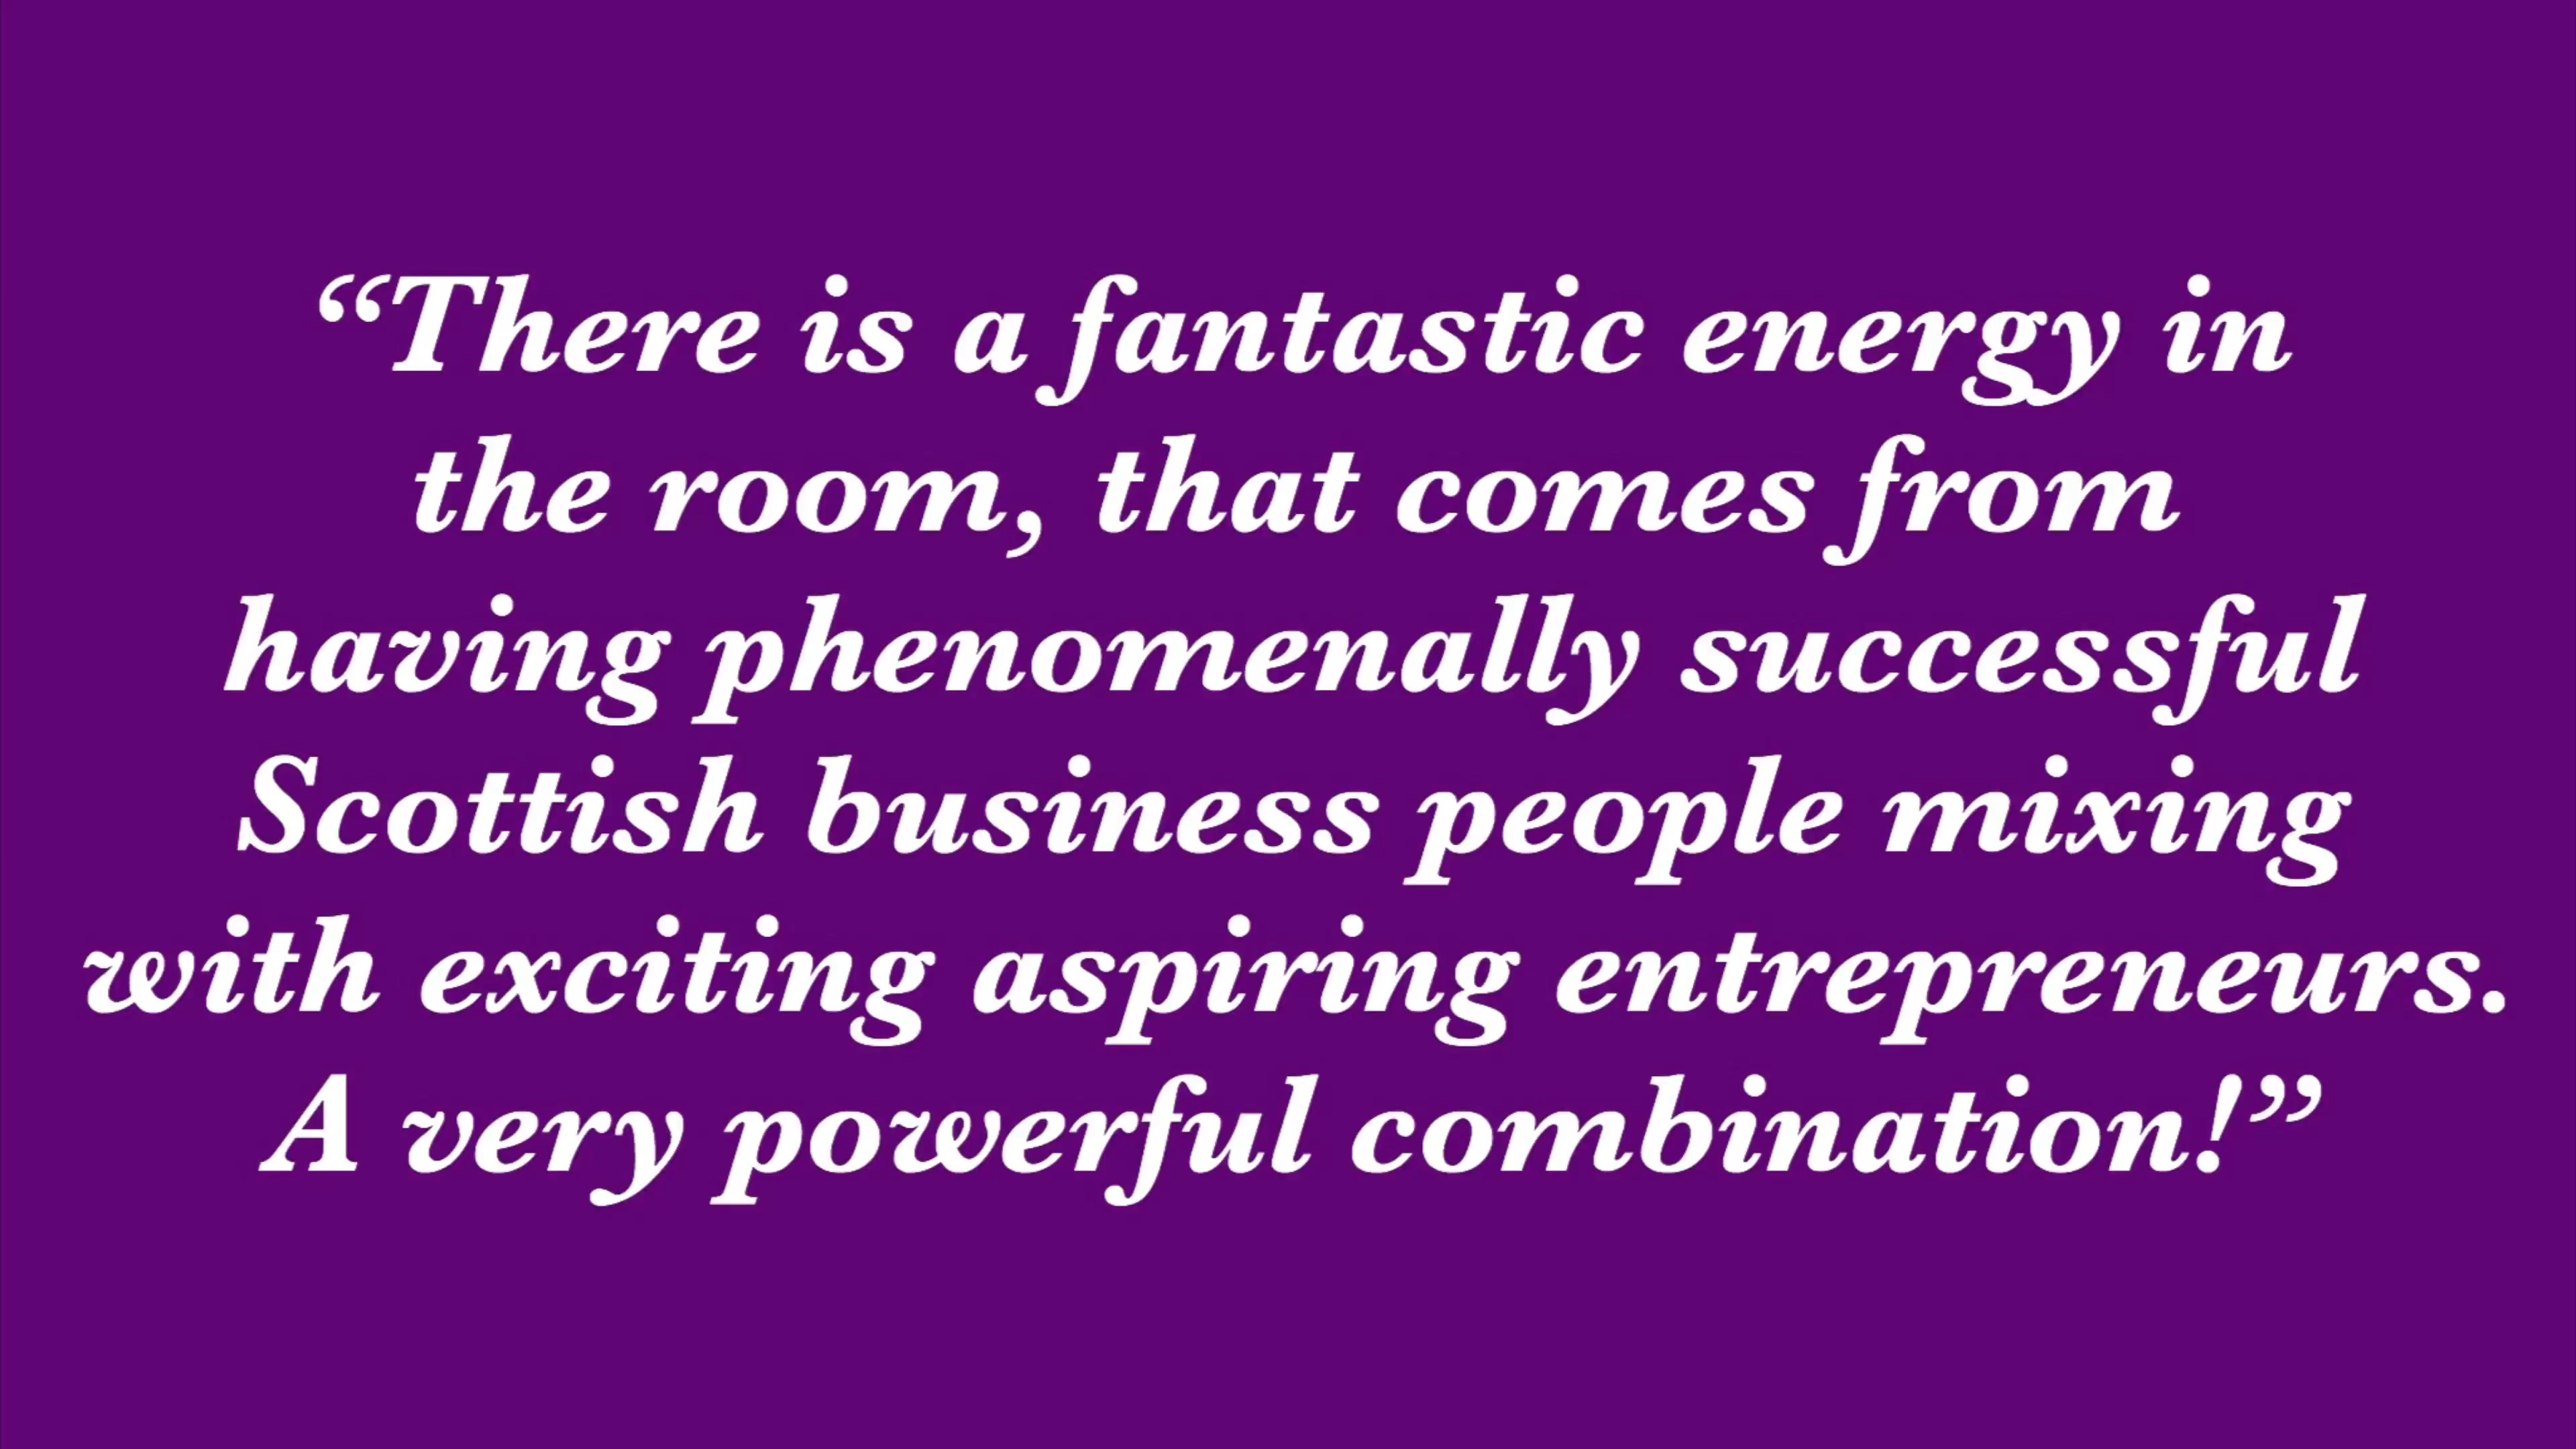 “There is a fantastic energy in
the room, that comes from
having phenomenally successful
Scottish business people mixing
with exciting aspiring entrepreneurs.
A very powerful combination!”